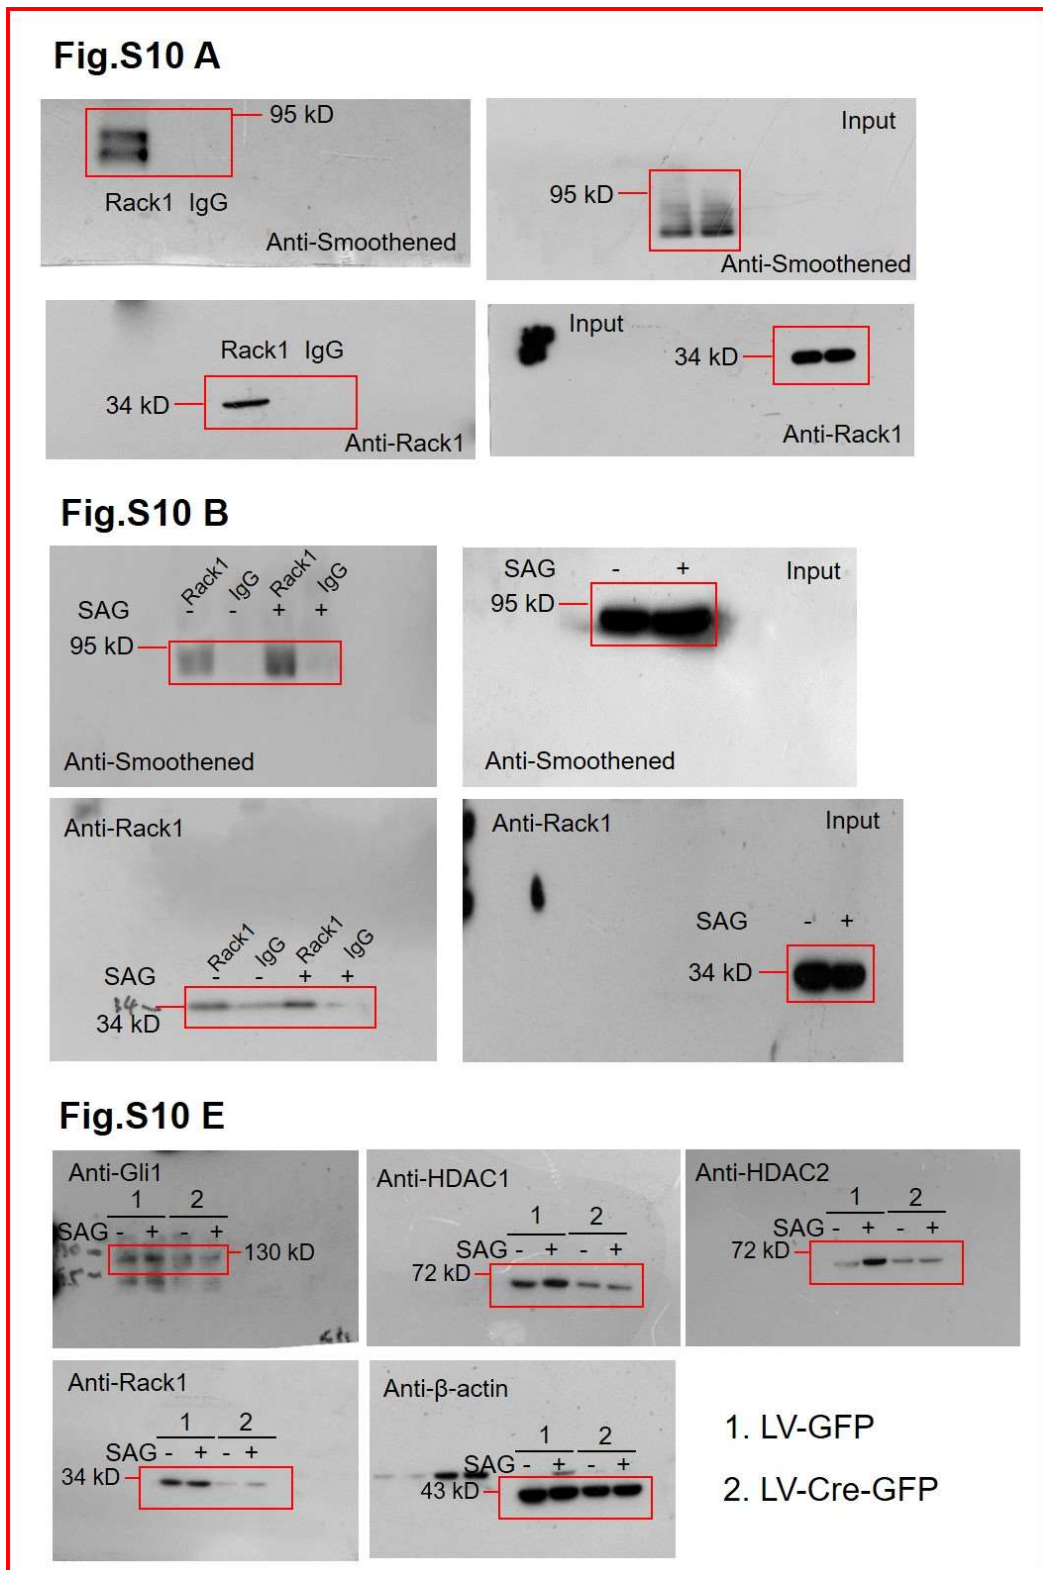 Fig.S10 A
95 kD
Rack1 IgG
Anti-Smoothened
Input
95 kD
Anti-Smoothened
Rack1 IgG
34 kD
Anti-Rack1
Input
34 kD
Anti-Rack1
Fig.S10 B
Rack1 IgG Rack1 IgG
SAG - - + +
95 kD
Anti-Smoothened
SAG - + Input
95 kD
Anti-Smoothened
Anti-Rack1
Rack1 IgG Rack1 IgG
SAG - - + +
34
34 kD
Anti-Rack1 Input
SAG - +
34 kD
Fig.S10 E
Anti-Gli1
1 2
SAG - + - +
130 kD
Anti-HDAC1
1 2
SAG - + - +
72 kD
Anti-HDAC2
1 2
SAG - + - +
72 kD
Anti-Rack1
1 2
SAG - + - +
34 kD
Anti-β-actin
1 2
SAG - + - +
43 kD
1. LV-GFP
2. LV-Cre-GFP